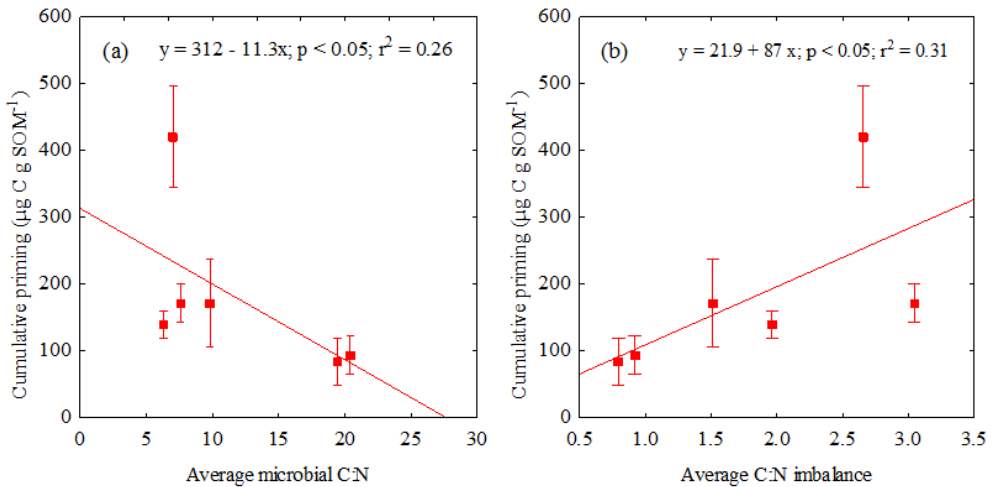 (a) y = 312 - 11.3x; p < 0.05; r² = 0.26
Cumulative priming (µg C g SOM⁻¹)
600
500
400
300
200
100
0
0 5 10 15 20 25 30
Average microbial C:N
(b) y = 21.9 + 87 x; p < 0.05; r² = 0.31
Cumulative priming (µg C g SOM⁻¹)
600
500
400
300
200
100
0
0.5 1.0 1.5 2.0 2.5 3.0 3.5
Average C:N imbalance